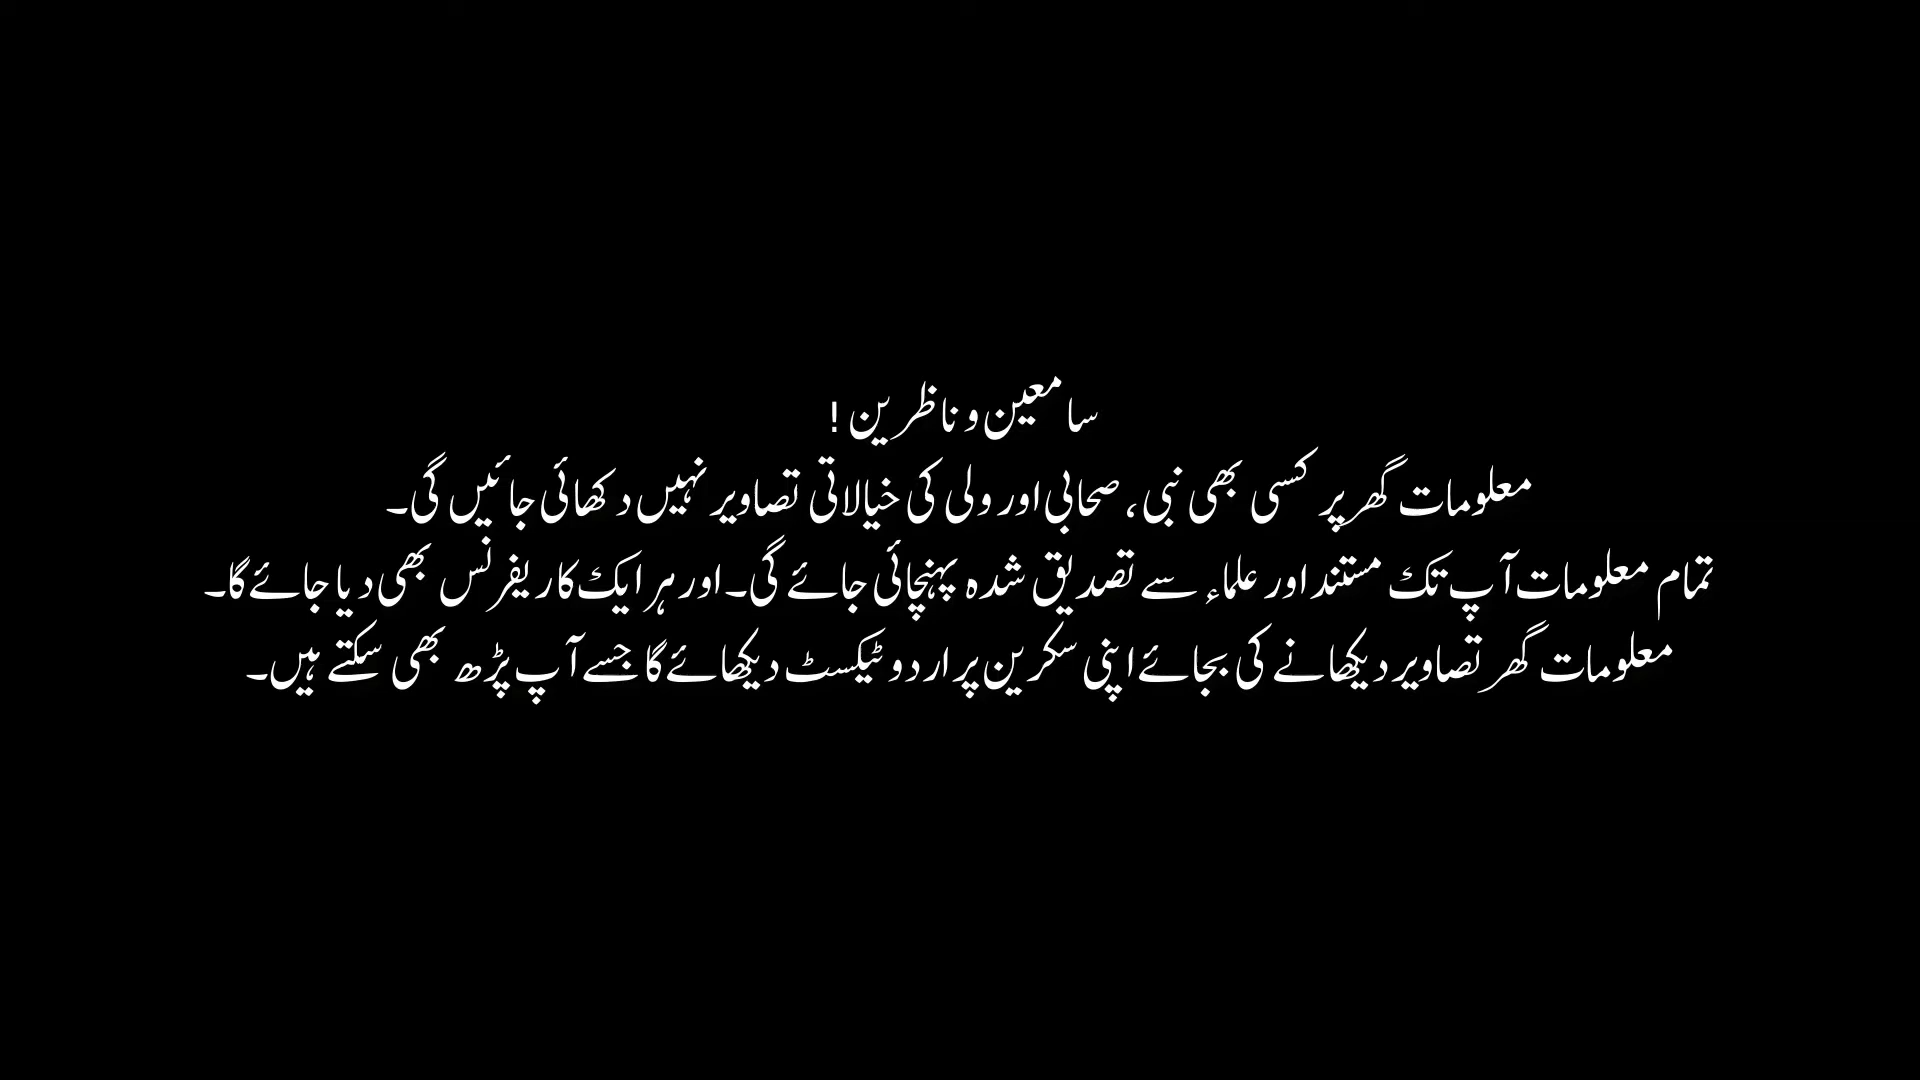 سامعین و ناظرین !
معلومات گھر پر کسی بھی نبی، صحابی اور ولی کی خیالاتی تصاویر نہیں دکھائی جائیں گی۔
تمام معلومات آپ تک مستند اور علماء سے تصدیق شدہ پہنچائی جائے گی۔ اور ہر ایک کا ریفرنس بھی دیا جائے گا۔
معلومات گھر تصاویر دیکھانے کی بجائے اپنی سکرین پر اردو ٹیکسٹ دیکھائے گا جسے آپ پڑھ بھی سکتے ہیں۔